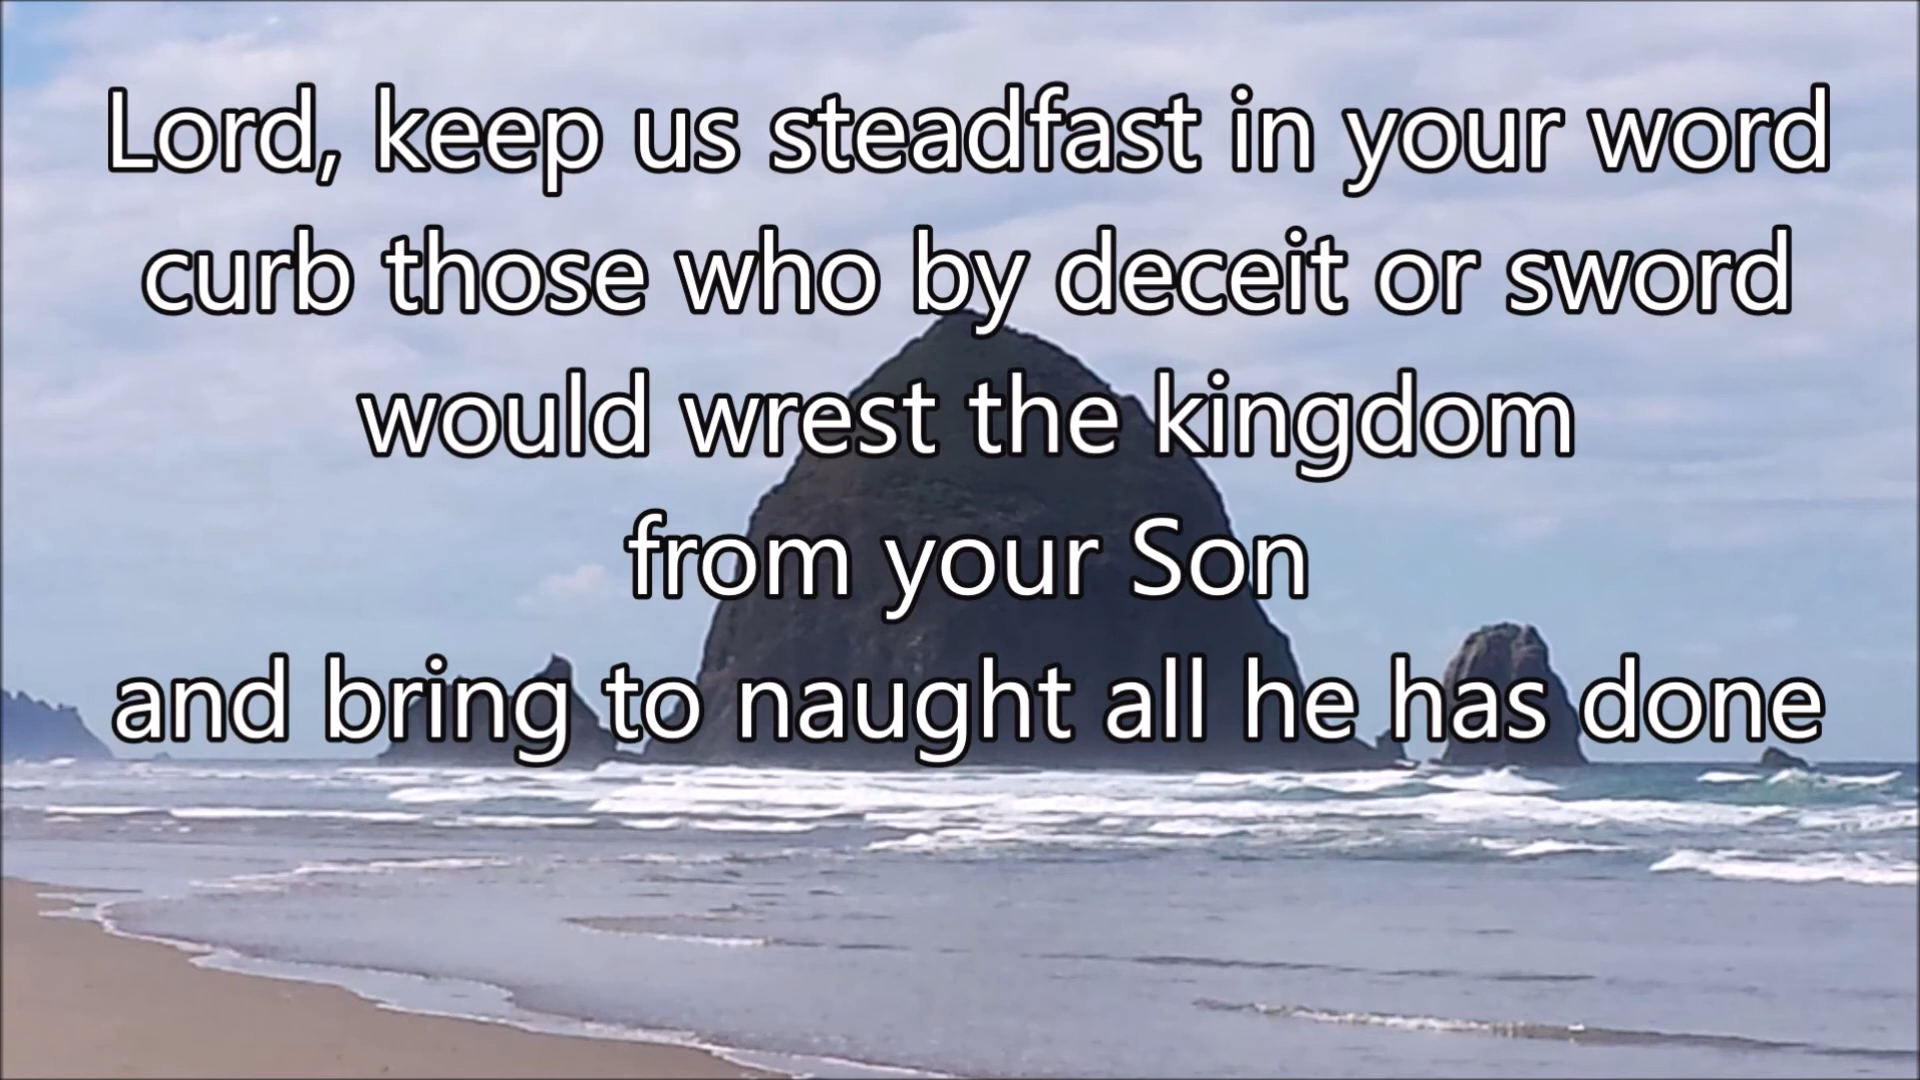 Lord, keep us steadfast in your word
curb those who by deceit or sword
would wrest the kingdom
from your Son
and bring to naught all he has done